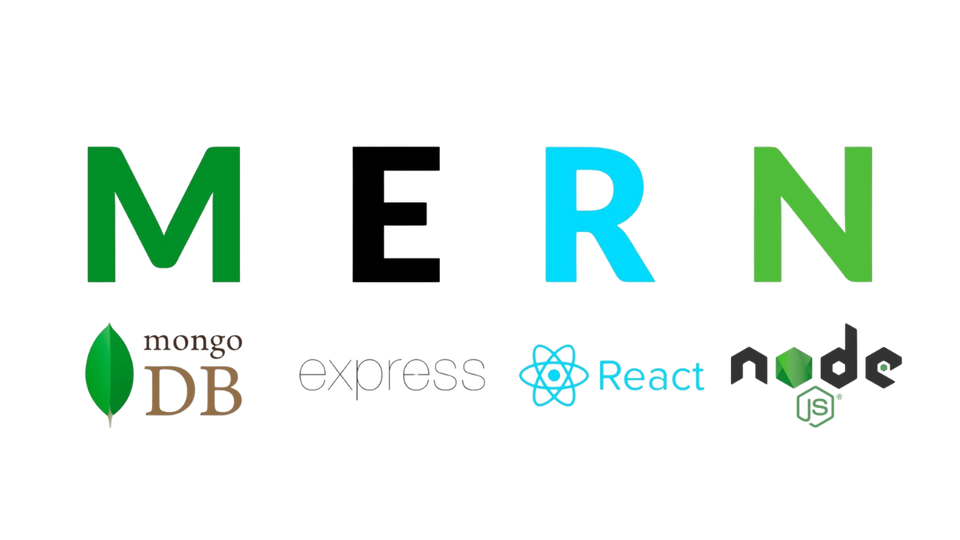 M E R N
mongo
DB
express
React
node
JS®